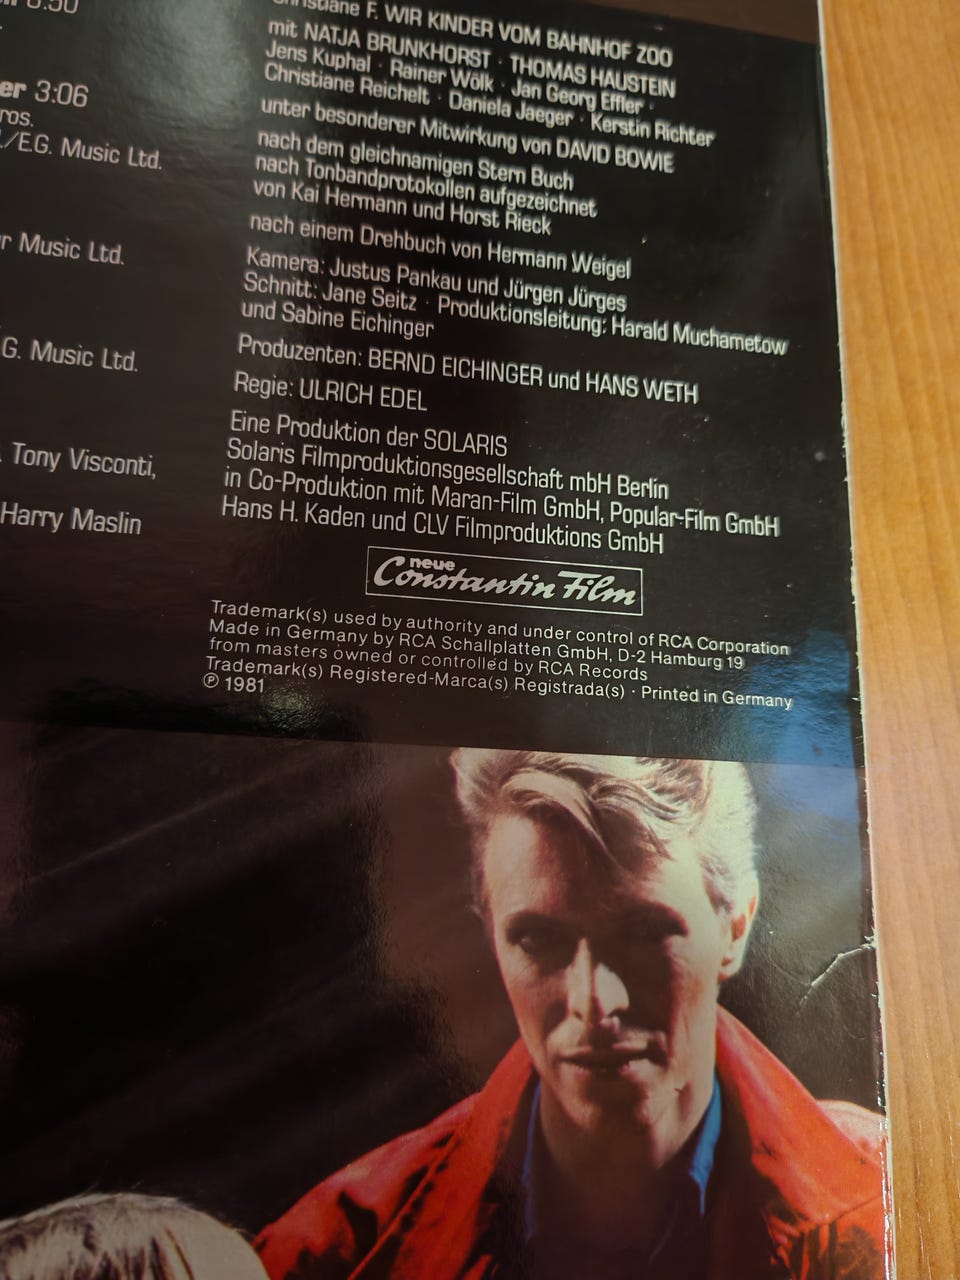 8:50
er 3:06
ros.
./E.G. Music Ltd.
r Music Ltd.
G. Music Ltd.
Tony Visconti,
Harry Maslin
Christiane F. WIR KINDER VOM BAHNHOF ZOO
mit NATJA BRUNKHORST · THOMAS HAUSTEIN
Jens Kuphal · Rainer Wölk · Jan Georg Effler ·
Christiane Reichelt · Daniela Jaeger · Kerstin Richter
unter besonderer Mitwirkung von DAVID BOWIE
nach dem gleichnamigen Stern Buch
nach Tonbandprotokollen aufgezeichnet
von Kai Hermann und Horst Rieck
nach einem Drehbuch von Hermann Weigel
Kamera: Justus Pankau und Jürgen Jürges
Schnitt: Jane Seitz · Produktionsleitung: Harald Muchametow
und Sabine Eichinger
Produzenten: BERND EICHINGER und HANS WETH
Regie: ULRICH EDEL
Eine Produktion der SOLARIS
Solaris Filmproduktionsgesellschaft mbH Berlin
in Co-Produktion mit Maran-Film GmbH, Popular-Film GmbH
Hans H. Kaden und CLV Filmproduktions GmbH
neue
Constantin Film
Trademark(s) used by authority and under control of RCA Corporation
Made in Germany by RCA Schallplatten GmbH, D-2 Hamburg 19
from masters owned or controlled by RCA Records
Trademark(s) Registered-Marca(s) Registrada(s) · Printed in Germany
℗ 1981